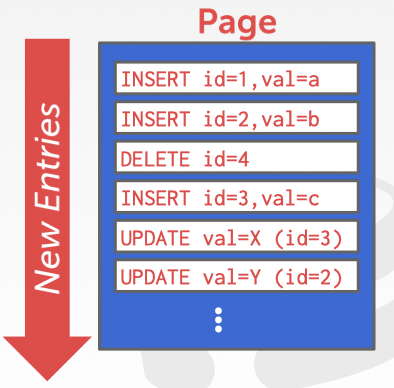 Page
New Entries
INSERT id=1,val=a
INSERT id=2,val=b
DELETE id=4
INSERT id=3,val=c
UPDATE val=X (id=3)
UPDATE val=Y (id=2)